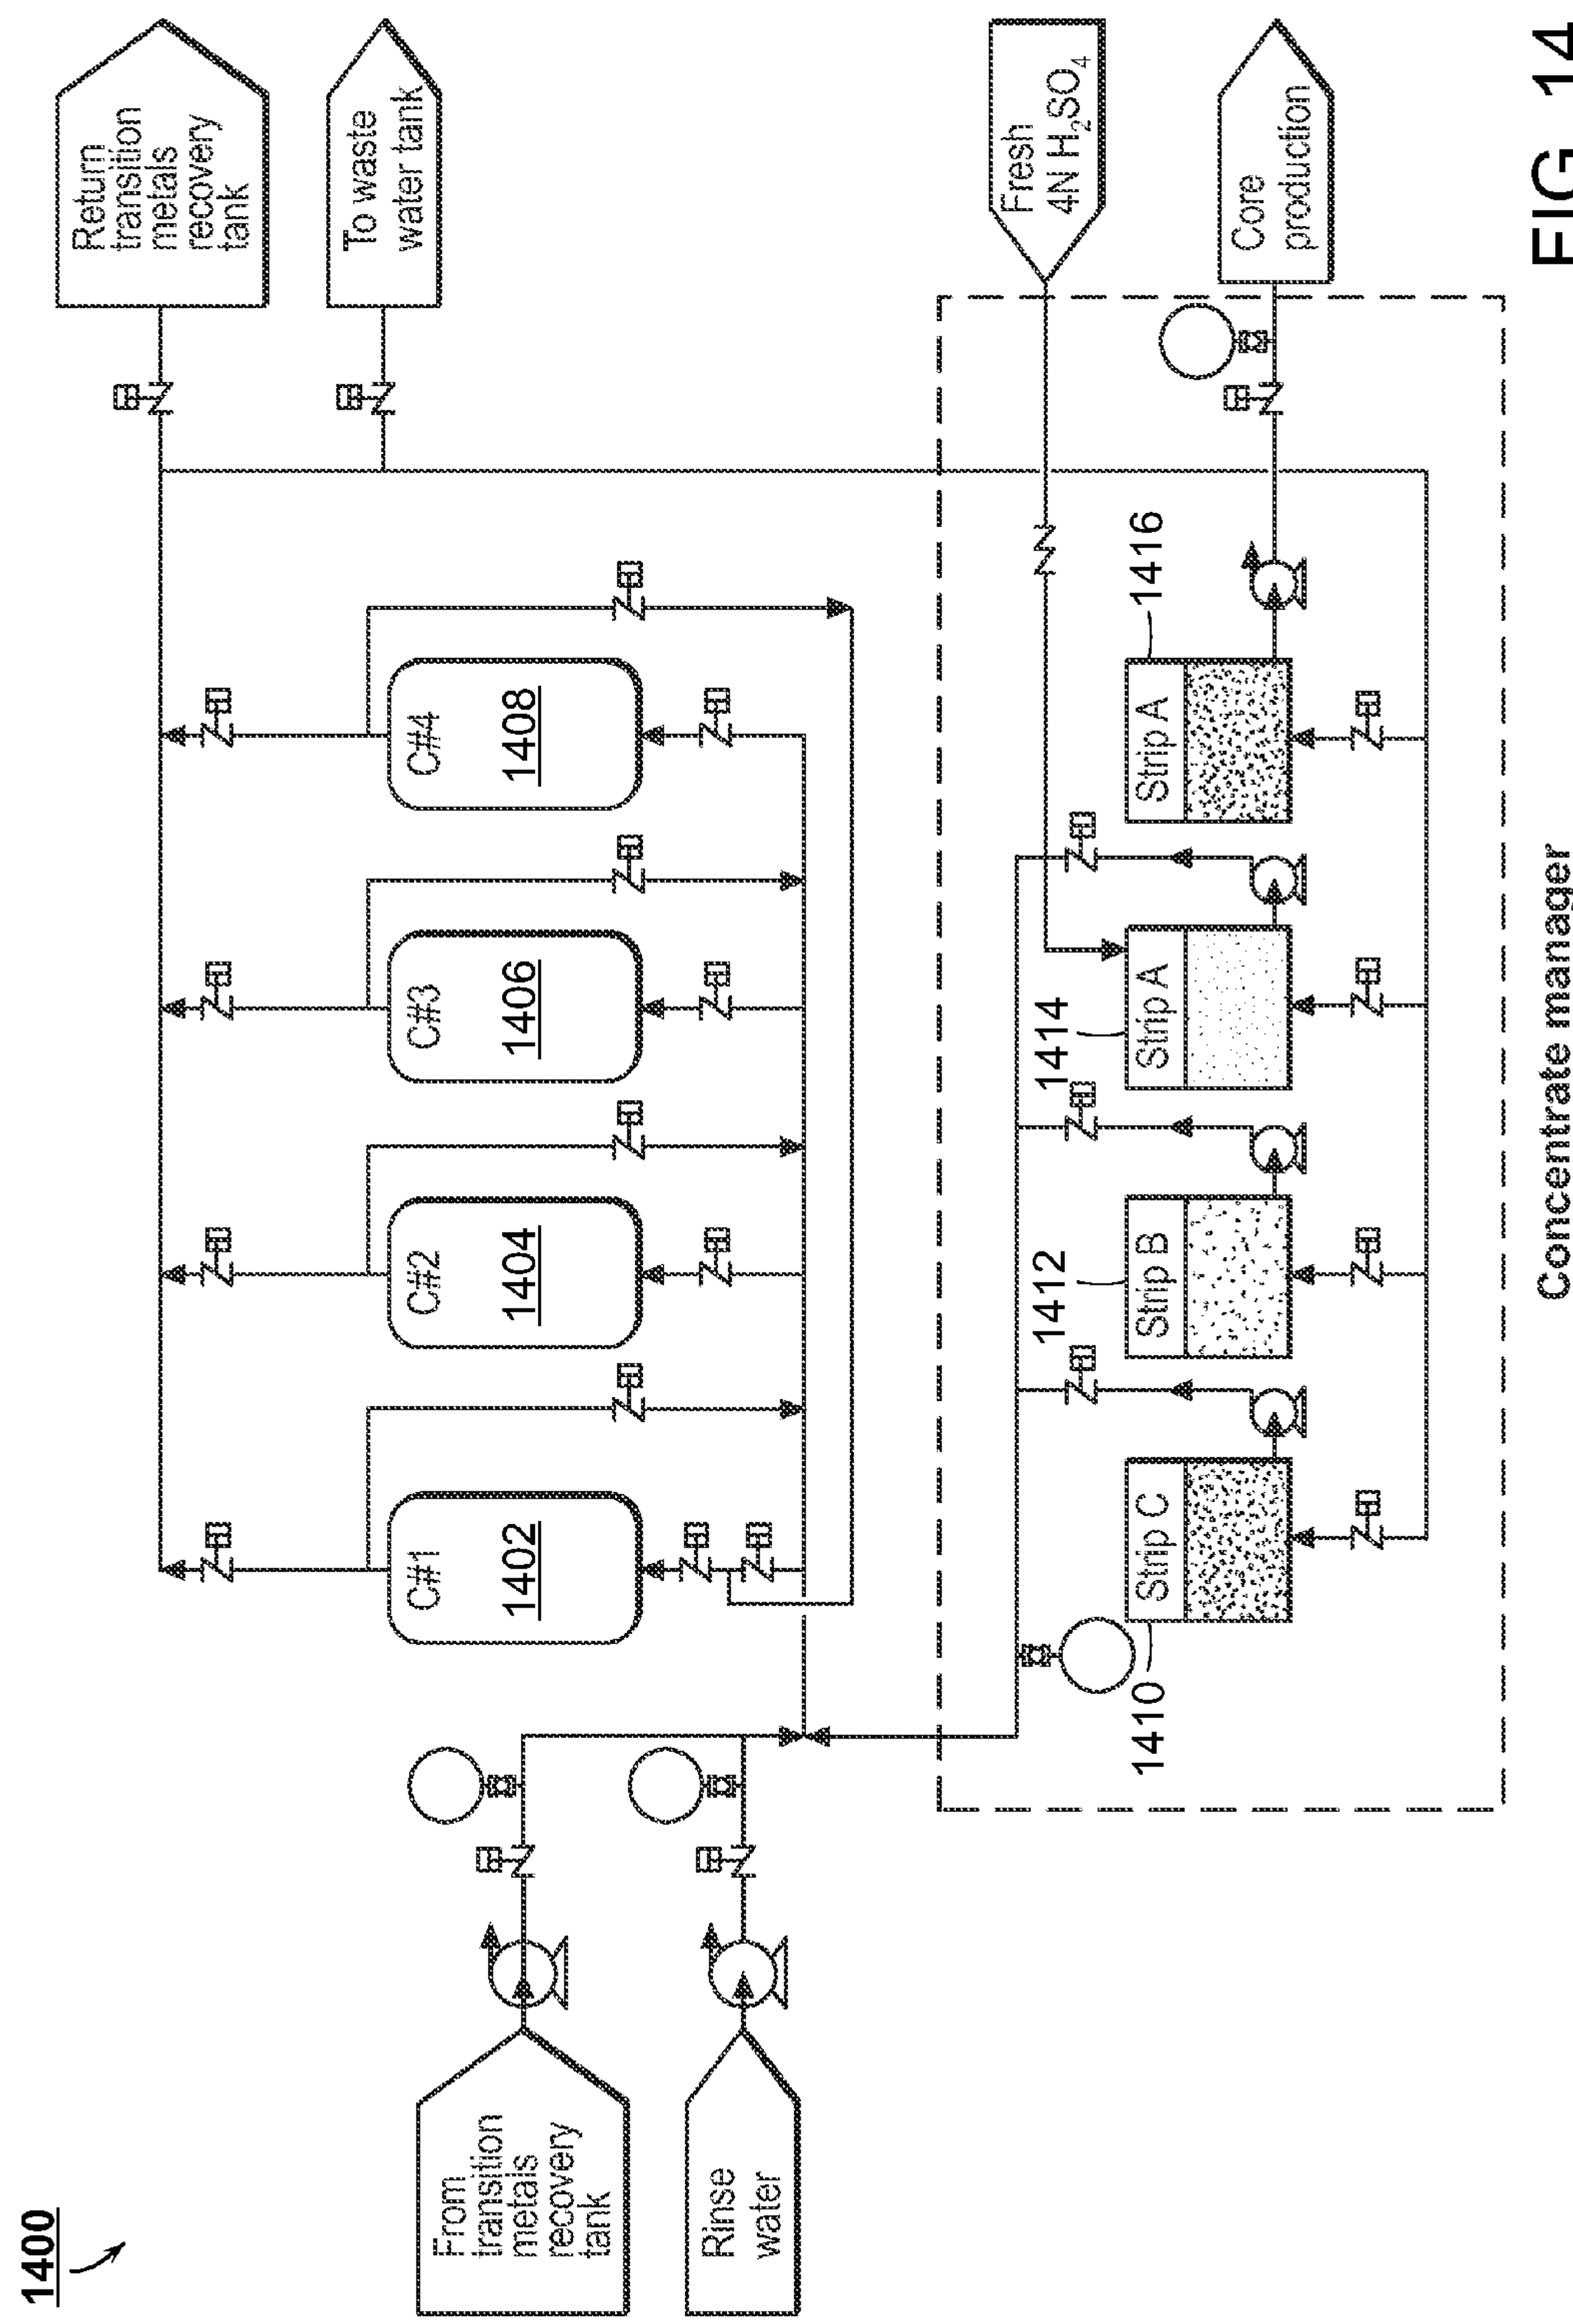 1400
From
transition
metals
recovery
tank
Rinse
water
Return
transition
metals
recovery
tank
To waste
water tank
C#1
1402
C#2
1404
C#3
1406
C#4
1408
Fresh
4N H₂SO₄
Core
production
1410
Strip C
1412
Strip B
1414
Strip A
1416
Strip A
Concentrate manager
FIG. 14